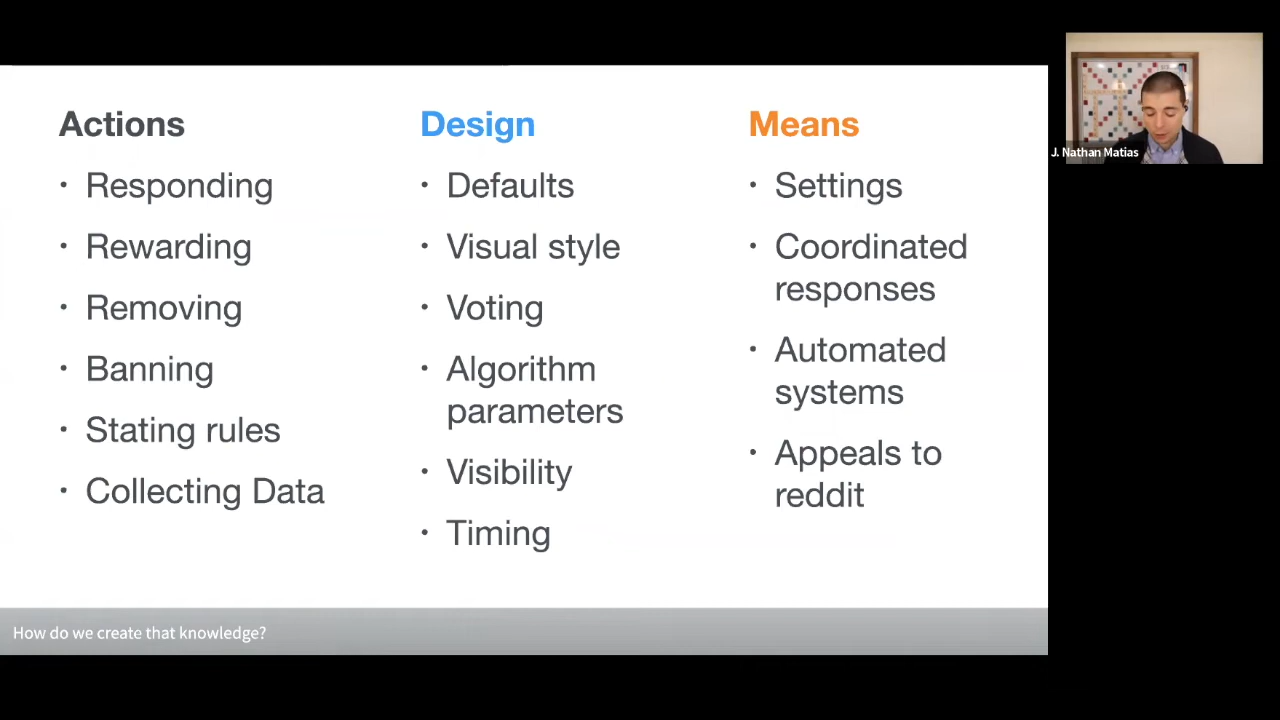 Actions
Responding
Rewarding
Removing
Banning
Stating rules
Collecting Data
Design
Defaults
Visual style
Voting
Algorithm
parameters
Visibility
Timing
Means
Settings
Coordinated
responses
Automated
systems
Appeals to
reddit
How do we create that knowledge?
J. Nathan Matias